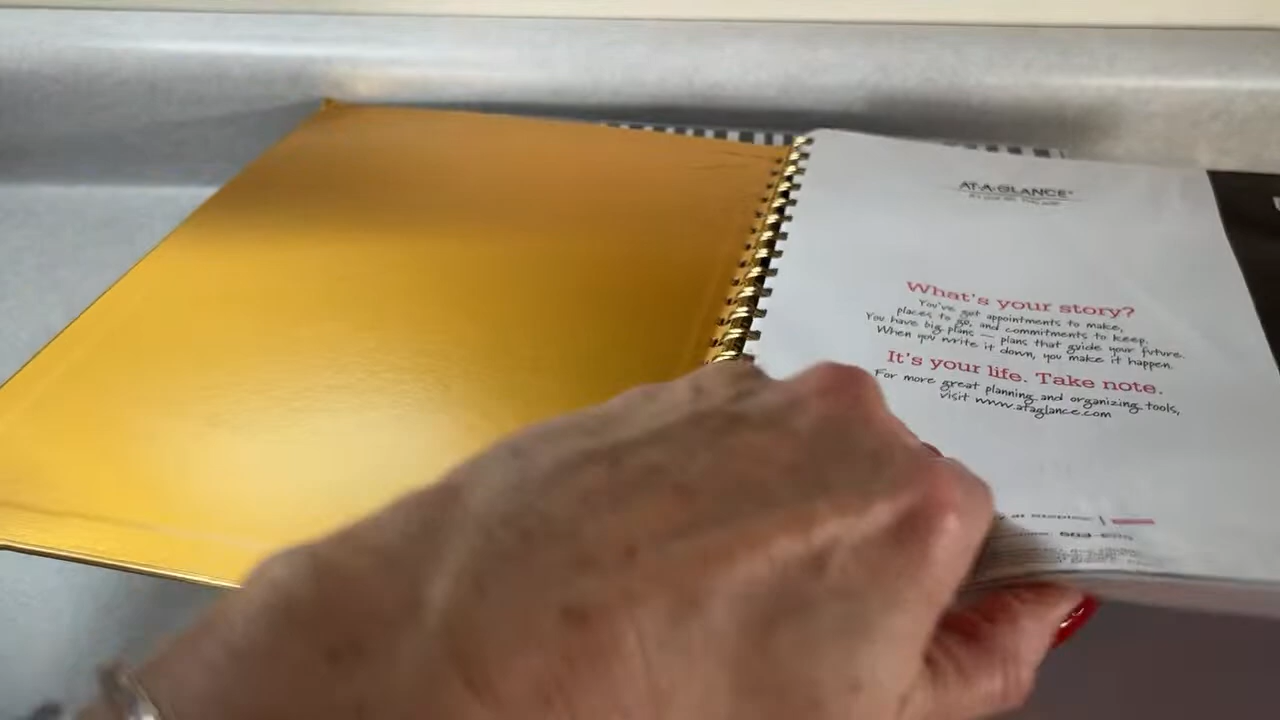 AT-A-GLANCE®
What's your story?
You've got appointments to make,
places to go, and commitments to keep.
You have big plans — plans that guide your future.
When you write it down, you make it happen.
It's your life. Take note.
For more great planning and organizing tools,
visit www.ataglance.com